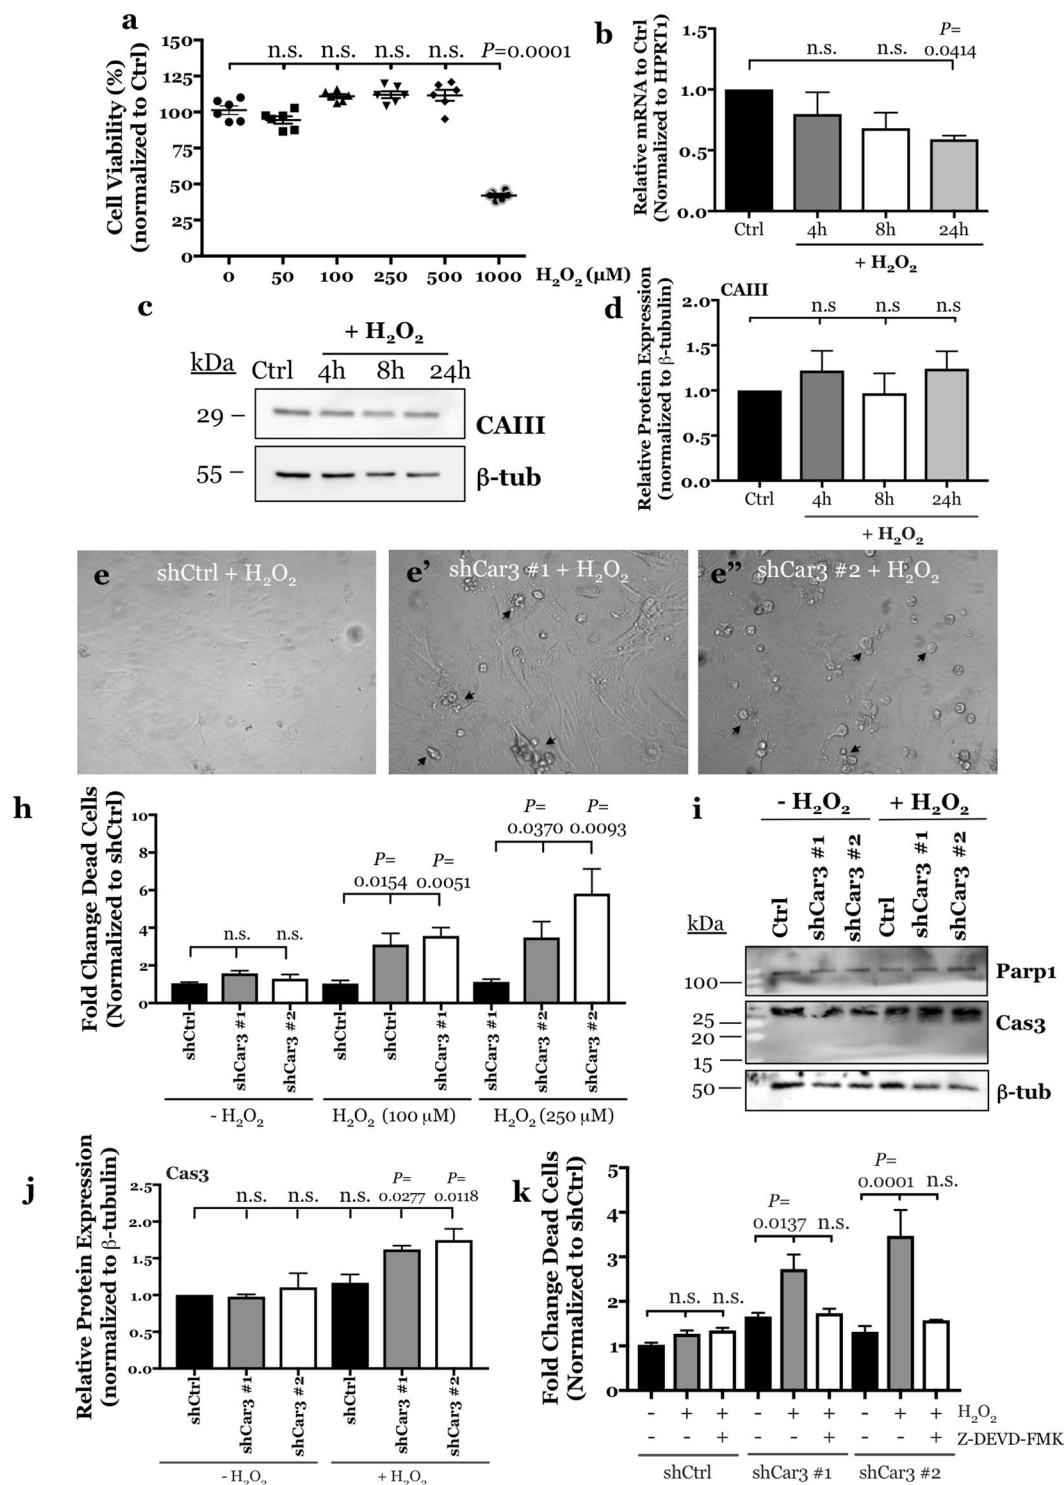 a
Cell Viability (%)
(normalized to Ctrl)
150
125
100
75
50
25
0
n.s. n.s. n.s. n.s. P=0.0001
0 50 100 250 500 1000 H₂O₂ (µM)
b
Relative mRNA to Ctrl
(Normalized to HPRT1)
1.5
1.0
0.5
0.0
n.s. n.s. P=
0.0414
Ctrl 4h 8h 24h
+ H₂O₂
c
+ H₂O₂
kDa Ctrl 4h 8h 24h
29
CAIII
55
β-tub
d
CAIII
Relative Protein Expression
(normalized to β-tubulin)
2.0
1.5
1.0
0.5
0.0
n.s n.s n.s
Ctrl 4h 8h 24h
+ H₂O₂
e shCtrl + H₂O₂
e’ shCar3 #1 + H₂O₂
e” shCar3 #2 + H₂O₂
h
Fold Change Dead Cells
(Normalized to shCtrl)
10
8
6
4
2
0
n.s. n.s.
P= P=
0.0154 0.0051
P= P=
0.0370 0.0093
shCtrl
shCar3 #1
shCar3 #2
shCtrl
shCtrl
shCar3 #1
shCar3 #1
shCar3 #2
shCar3 #2
- H₂O₂ H₂O₂ (100 µM) H₂O₂ (250 µM)
i
- H₂O₂ + H₂O₂
Ctrl
shCar3 #1
shCar3 #2
Ctrl
shCar3 #1
shCar3 #2
kDa
100
Parp1
25
20
15
Cas3
50
β-tub
j
Cas3
Relative Protein Expression
(normalized to β-tubulin)
2.5
2.0
1.5
1.0
0.5
0.0
n.s. n.s. n.s. P= P=
0.0277 0.0118
shCtrl
shCar3 #1
shCar3 #2
shCtrl
shCar3 #1
shCar3 #2
- H₂O₂ + H₂O₂
k
Fold Change Dead Cells
(Normalized to shCtrl)
5
4
3
2
1
0
n.s. n.s.
P=
0.0137 n.s.
P=
0.0001 n.s.
- + + - + + - + + H₂O₂
- - + - - + - - + Z-DEVD-FMK
shCtrl shCar3 #1 shCar3 #2